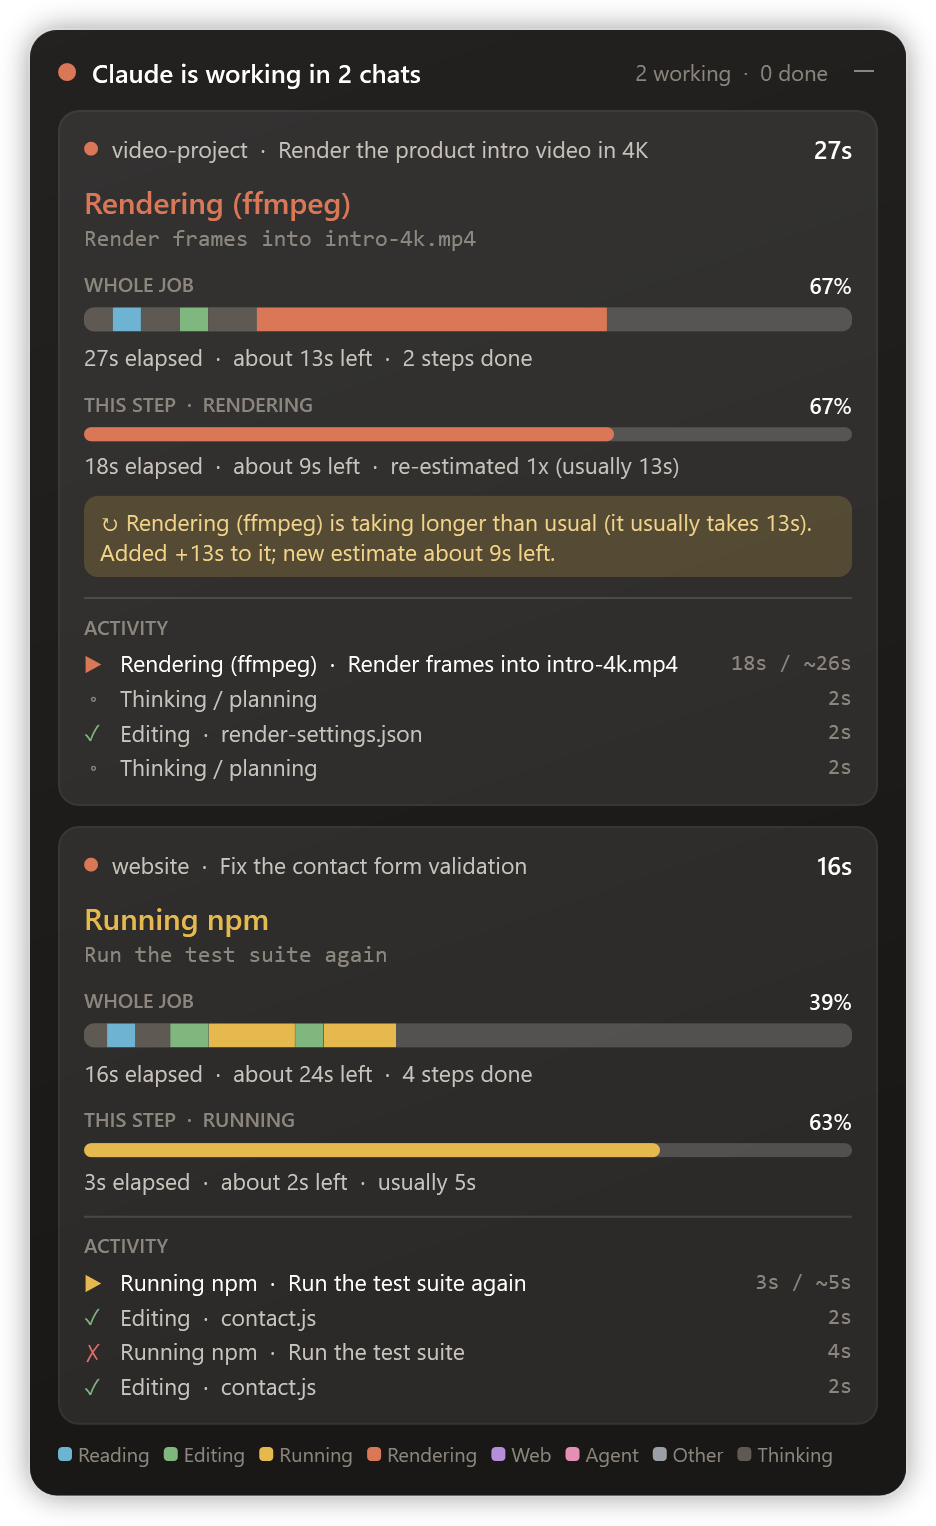 Claude is working in 2 chats 2 working · 0 done —
video-project · Render the product intro video in 4K 27s
Rendering (ffmpeg)
Render frames into intro-4k.mp4
WHOLE JOB 67%
27s elapsed · about 13s left · 2 steps done
THIS STEP · RENDERING 67%
18s elapsed · about 9s left · re-estimated 1x (usually 13s)
↻ Rendering (ffmpeg) is taking longer than usual (it usually takes 13s).
Added +13s to it; new estimate about 9s left.
ACTIVITY
▶ Rendering (ffmpeg) · Render frames into intro-4k.mp4 18s / ~26s
◦ Thinking / planning 2s
✓ Editing · render-settings.json 2s
◦ Thinking / planning 2s
website · Fix the contact form validation 16s
Running npm
Run the test suite again
WHOLE JOB 39%
16s elapsed · about 24s left · 4 steps done
THIS STEP · RUNNING 63%
3s elapsed · about 2s left · usually 5s
ACTIVITY
▶ Running npm · Run the test suite again 3s / ~5s
✓ Editing · contact.js 2s
✗ Running npm · Run the test suite 4s
✓ Editing · contact.js 2s
Reading Editing Running Rendering Web Agent Other Thinking